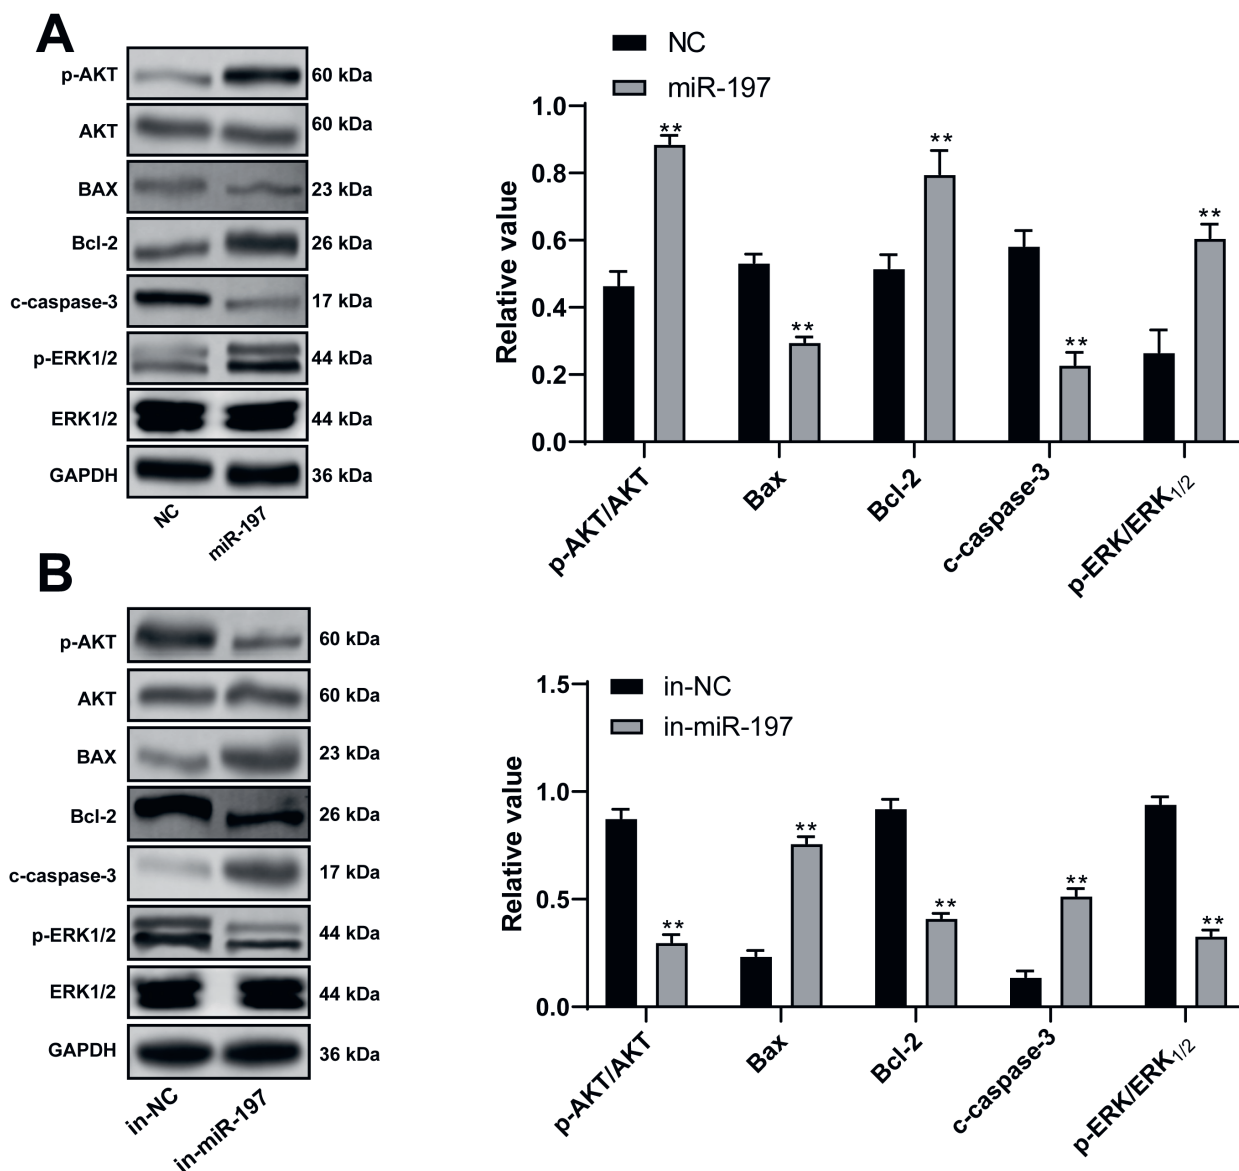 A
p-AKT
60 kDa
AKT
60 kDa
BAX
23 kDa
Bcl-2
26 kDa
c-caspase-3
17 kDa
p-ERK1/2
44 kDa
ERK1/2
44 kDa
GAPDH
36 kDa
NC
miR-197
NC
miR-197
Relative value
1.0
0.8
0.6
0.4
0.2
0.0
**
**
**
**
**
p-AKT/AKT
Bax
Bcl-2
c-caspase-3
p-ERK/ERK1/2
B
p-AKT
60 kDa
AKT
60 kDa
BAX
23 kDa
Bcl-2
26 kDa
c-caspase-3
17 kDa
p-ERK1/2
44 kDa
ERK1/2
44 kDa
GAPDH
36 kDa
in-NC
in-miR-197
in-NC
in-miR-197
Relative value
1.5
1.0
0.5
0.0
**
**
**
**
**
p-AKT/AKT
Bax
Bcl-2
c-caspase-3
p-ERK/ERK1/2